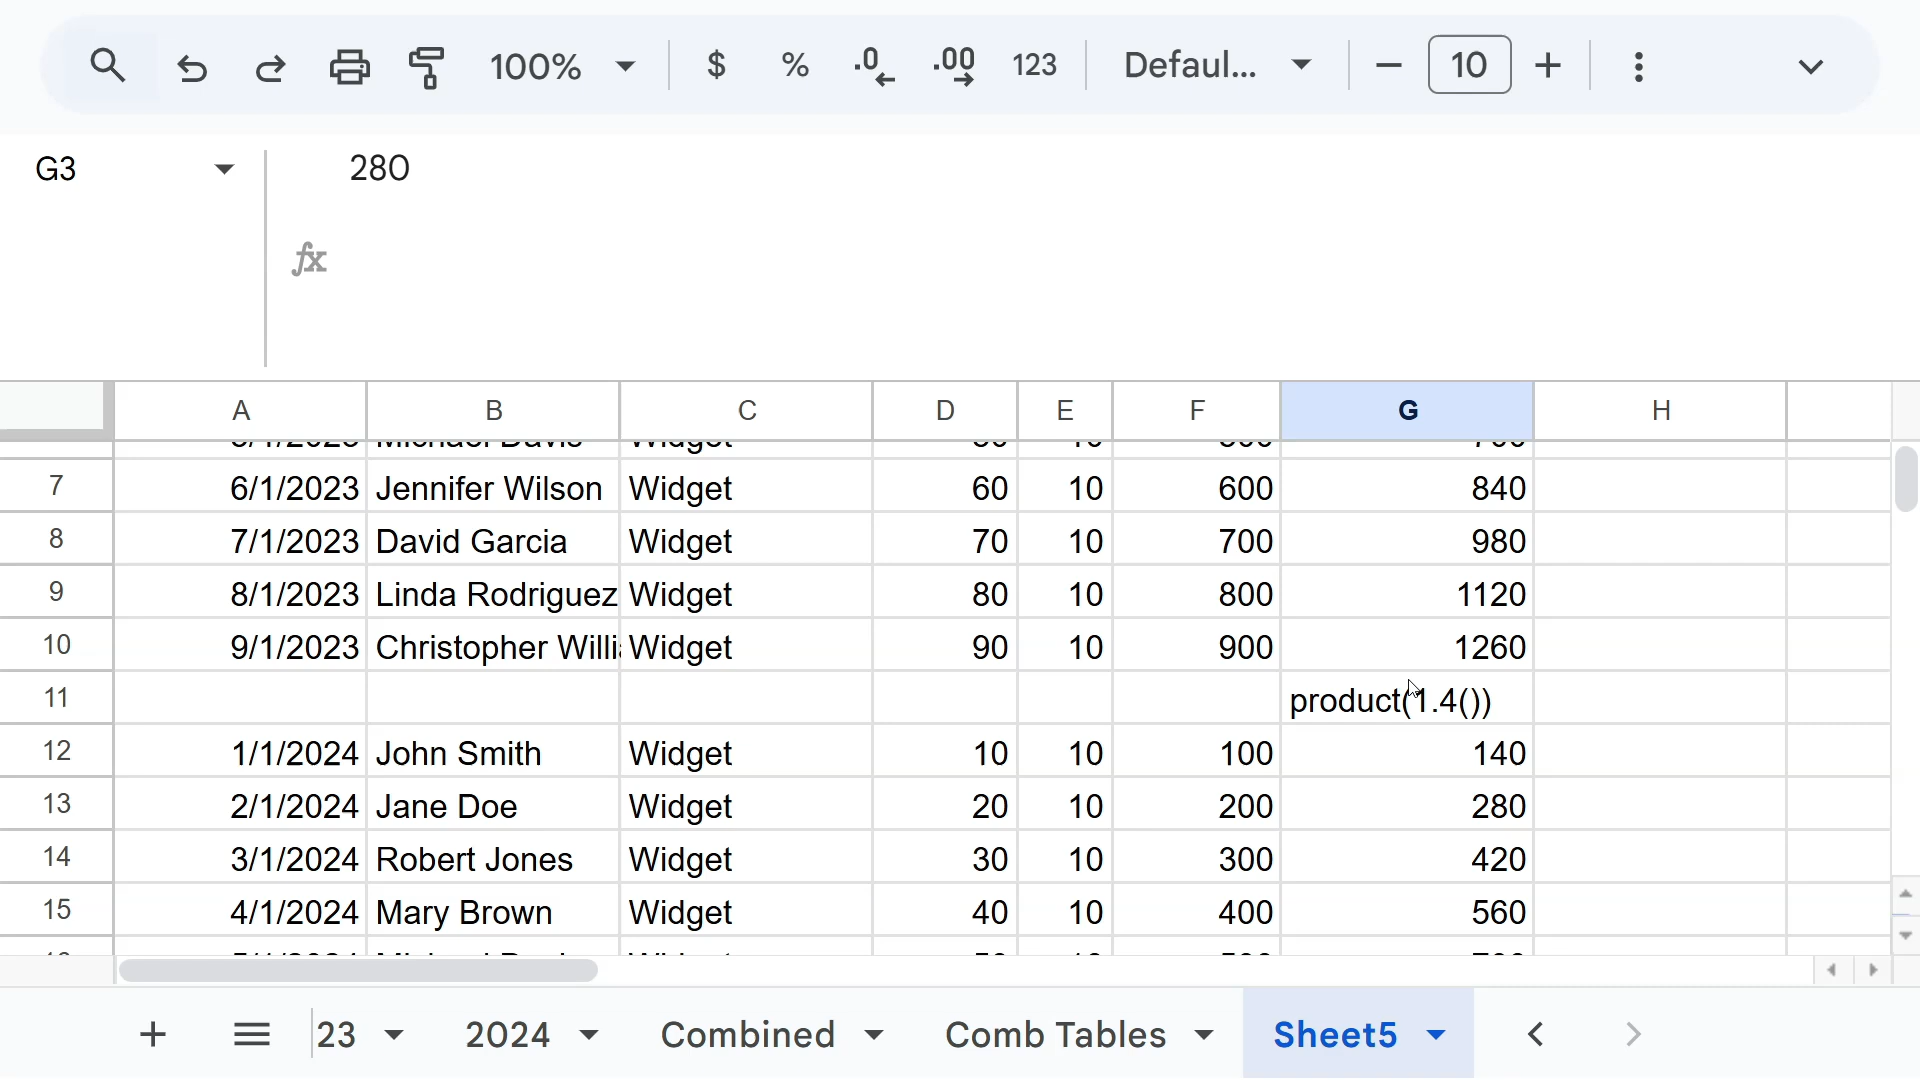 100% $ % .0 .00 123 Defaul... 10
G3 280
fx
A B C D E F G H
7 6/1/2023 Jennifer Wilson Widget 60 10 600 840
8 7/1/2023 David Garcia Widget 70 10 700 980
9 8/1/2023 Linda Rodriguez Widget 80 10 800 1120
10 9/1/2023 Christopher Willi Widget 90 10 900 1260
11 product(1.4())
12 1/1/2024 John Smith Widget 10 10 100 140
13 2/1/2024 Jane Doe Widget 20 10 200 280
14 3/1/2024 Robert Jones Widget 30 10 300 420
15 4/1/2024 Mary Brown Widget 40 10 400 560
23 2024 Combined Comb Tables Sheet5